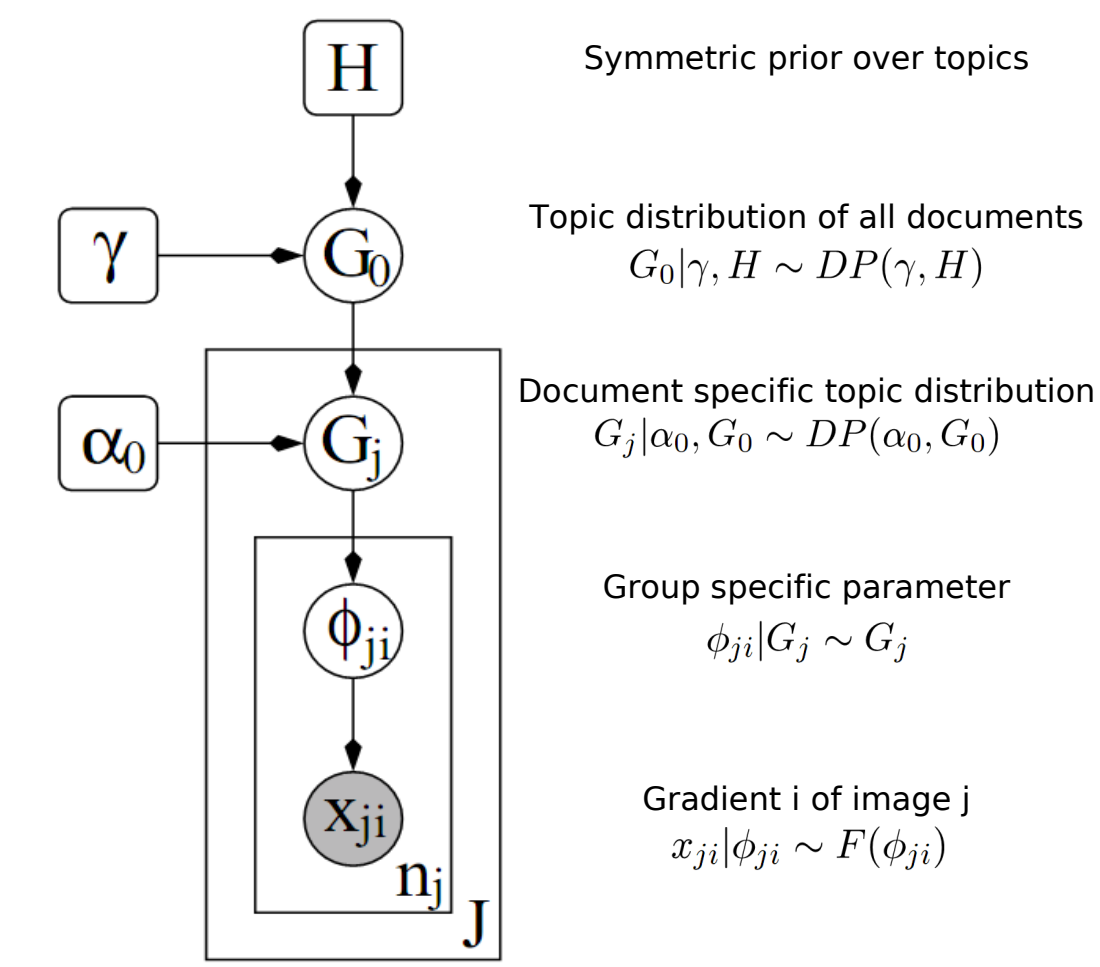 H
Symmetric prior over topics
γ
G₀
Topic distribution of all documents
G₀|γ, H ∼ DP(γ, H)
α₀
Gⱼ
Document specific topic distribution
Gⱼ|α₀, G₀ ∼ DP(α₀, G₀)
ϕⱼᵢ
Group specific parameter
ϕⱼᵢ|Gⱼ ∼ Gⱼ
xⱼᵢ
Gradient i of image j
xⱼᵢ|ϕⱼᵢ ∼ F(ϕⱼᵢ)
nⱼ
J